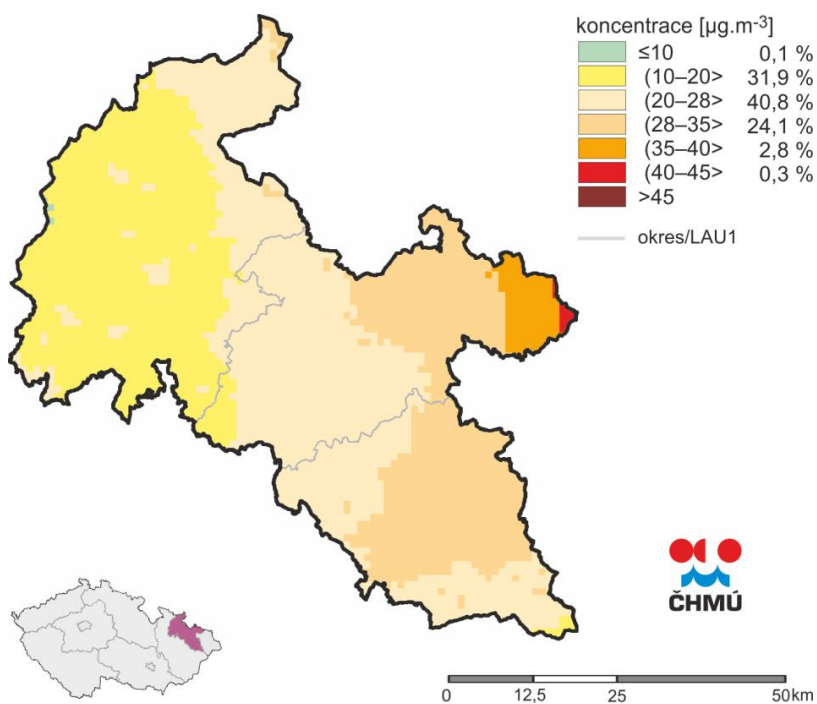 koncentrace [µg.m-³]
≤10 0,1 %
(10–20> 31,9 %
(20–28> 40,8 %
(28–35> 24,1 %
(35–40> 2,8 %
(40–45> 0,3 %
>45
okres/LAU1
ČHMÚ
0 12,5 25 50km